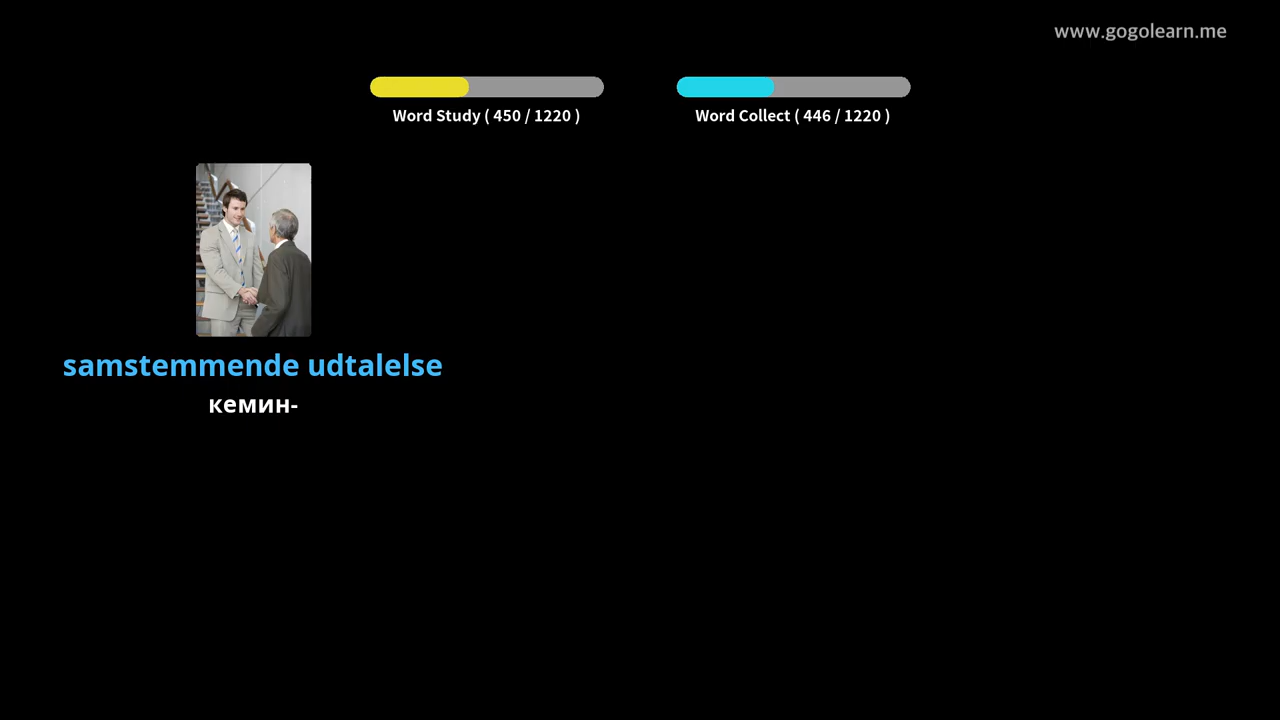 www.gogolearn.me
Word Study ( 450 / 1220 )
Word Collect ( 446 / 1220 )
samstemmende udtalelse
кемин-